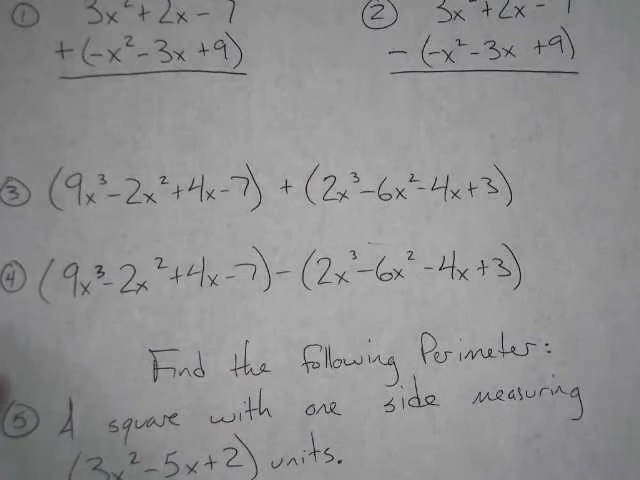 ① 3x² + 2x - 7
+ (-x² - 3x + 9)
② 3x² + 2x -
- (-x² - 3x + 9)
③ (9x³ - 2x² + 4x - 7) + (2x³ - 6x² - 4x + 3)
④ (9x³ - 2x² + 4x - 7) - (2x³ - 6x² - 4x + 3)
Find the following Perimeter:
⑤ A square with one side measuring
(3x² - 5x + 2) units.